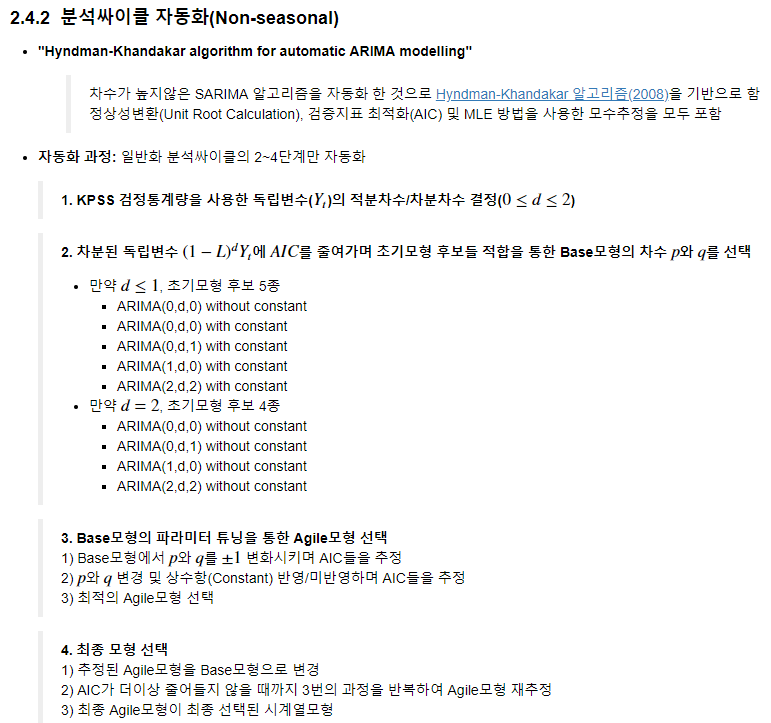 2.4.2 분석싸이클 자동화(Non-seasonal)
"Hyndman-Khandakar algorithm for automatic ARIMA modelling"
차수가 높지않은 SARIMA 알고리즘을 자동화 한 것으로 Hyndman-Khandakar 알고리즘(2008)을 기반으로 함
정상성변환(Unit Root Calculation), 검증지표 최적화(AIC) 및 MLE 방법을 사용한 모수추정을 모두 포함
자동화 과정: 일반화 분석싸이클의 2~4단계만 자동화
1. KPSS 검정통계량을 사용한 독립변수(Y_t)의 적분차수/차분차수 결정(0 ≤ d ≤ 2)
2. 차분된 독립변수 (1 − L)^d Y_t에 AIC를 줄여가며 초기모형 후보들 적합을 통한 Base모형의 차수 p와 q를 선택
만약 d ≤ 1, 초기모형 후보 5종
ARIMA(0,d,0) without constant
ARIMA(0,d,0) with constant
ARIMA(0,d,1) with constant
ARIMA(1,d,0) with constant
ARIMA(2,d,2) with constant
만약 d = 2, 초기모형 후보 4종
ARIMA(0,d,0) without constant
ARIMA(0,d,1) without constant
ARIMA(1,d,0) without constant
ARIMA(2,d,2) without constant
3. Base모형의 파라미터 튜닝을 통한 Agile모형 선택
1) Base모형에서 p와 q를 ±1 변화시키며 AIC들을 추정
2) p와 q 변경 및 상수항(Constant) 반영/미반영하며 AIC들을 추정
3) 최적의 Agile모형 선택
4. 최종 모형 선택
1) 추정된 Agile모형을 Base모형으로 변경
2) AIC가 더이상 줄어들지 않을 때까지 3번의 과정을 반복하여 Agile모형 재추정
3) 최종 Agile모형이 최종 선택된 시계열모형